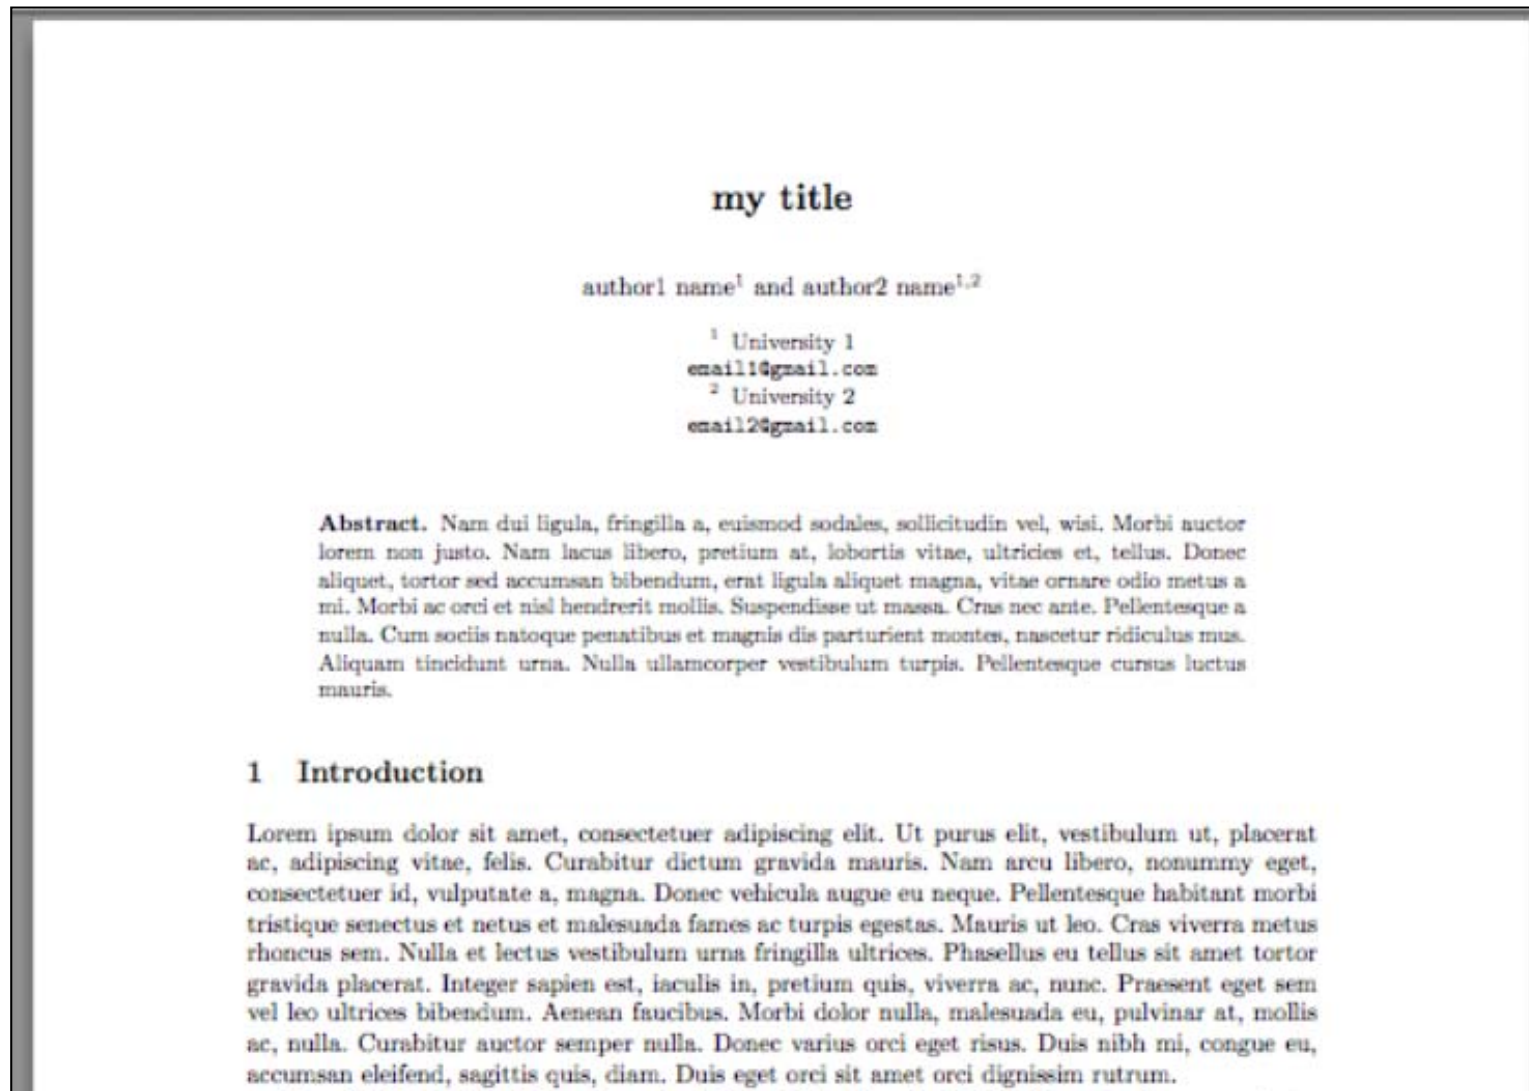 my title
author1 name¹ and author2 name¹,²
¹ University 1
email1@gmail.com
² University 2
email2@gmail.com
Abstract. Nam dui ligula, fringilla a, euismod sodales, sollicitudin vel, wisi. Morbi auctor
lorem non justo. Nam lacus libero, pretium at, lobortis vitae, ultricies et, tellus. Donec
aliquet, tortor sed accumsan bibendum, erat ligula aliquet magna, vitae ornare odio metus a
mi. Morbi ac orci et nisl hendrerit mollis. Suspendisse ut massa. Cras nec ante. Pellentesque a
nulla. Cum sociis natoque penatibus et magnis dis parturient montes, nascetur ridiculus mus.
Aliquam tincidunt urna. Nulla ullamcorper vestibulum turpis. Pellentesque cursus luctus
mauris.
1 Introduction
Lorem ipsum dolor sit amet, consectetuer adipiscing elit. Ut purus elit, vestibulum ut, placerat
ac, adipiscing vitae, felis. Curabitur dictum gravida mauris. Nam arcu libero, nonummy eget,
consectetuer id, vulputate a, magna. Donec vehicula augue eu neque. Pellentesque habitant morbi
tristique senectus et netus et malesuada fames ac turpis egestas. Mauris ut leo. Cras viverra metus
rhoncus sem. Nulla et lectus vestibulum urna fringilla ultrices. Phasellus eu tellus sit amet tortor
gravida placerat. Integer sapien est, iaculis in, pretium quis, viverra ac, nunc. Praesent eget sem
vel leo ultrices bibendum. Aenean faucibus. Morbi dolor nulla, malesuada eu, pulvinar at, mollis
ac, nulla. Curabitur auctor semper nulla. Donec varius orci eget risus. Duis nibh mi, congue eu,
accumsan eleifend, sagittis quis, diam. Duis eget orci sit amet orci dignissim rutrum.